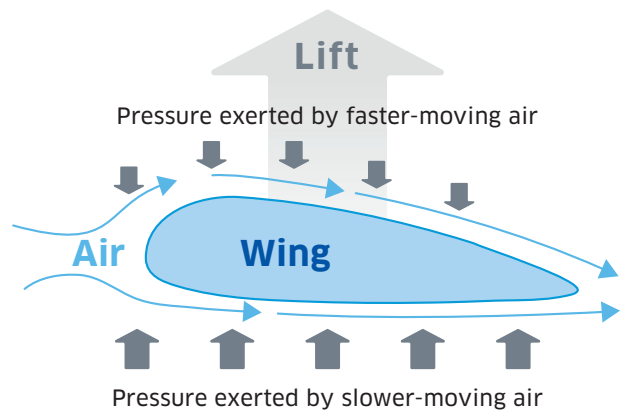 Lift
Pressure exerted by faster-moving air
Air
Wing
Pressure exerted by slower-moving air